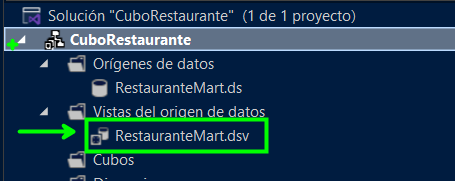 Solución "CuboRestaurante" (1 de 1 proyecto)
CuboRestaurante
Orígenes de datos
RestauranteMart.ds
Vistas del origen de datos
RestauranteMart.dsv
Cubos